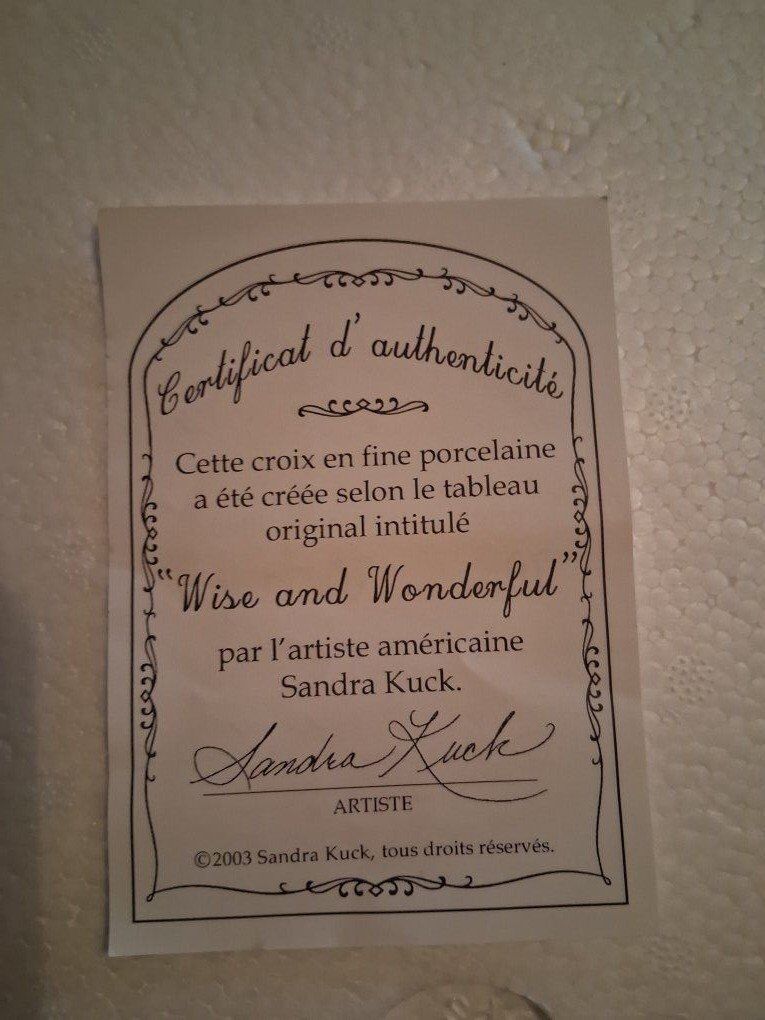 Certificat d'authenticité
Cette croix en fine porcelaine
a été créée selon le tableau
original intitulé
"Wise and Wonderful"
par l'artiste américaine
Sandra Kuck.
Sandra Kuck
ARTISTE
©2003 Sandra Kuck, tous droits réservés.